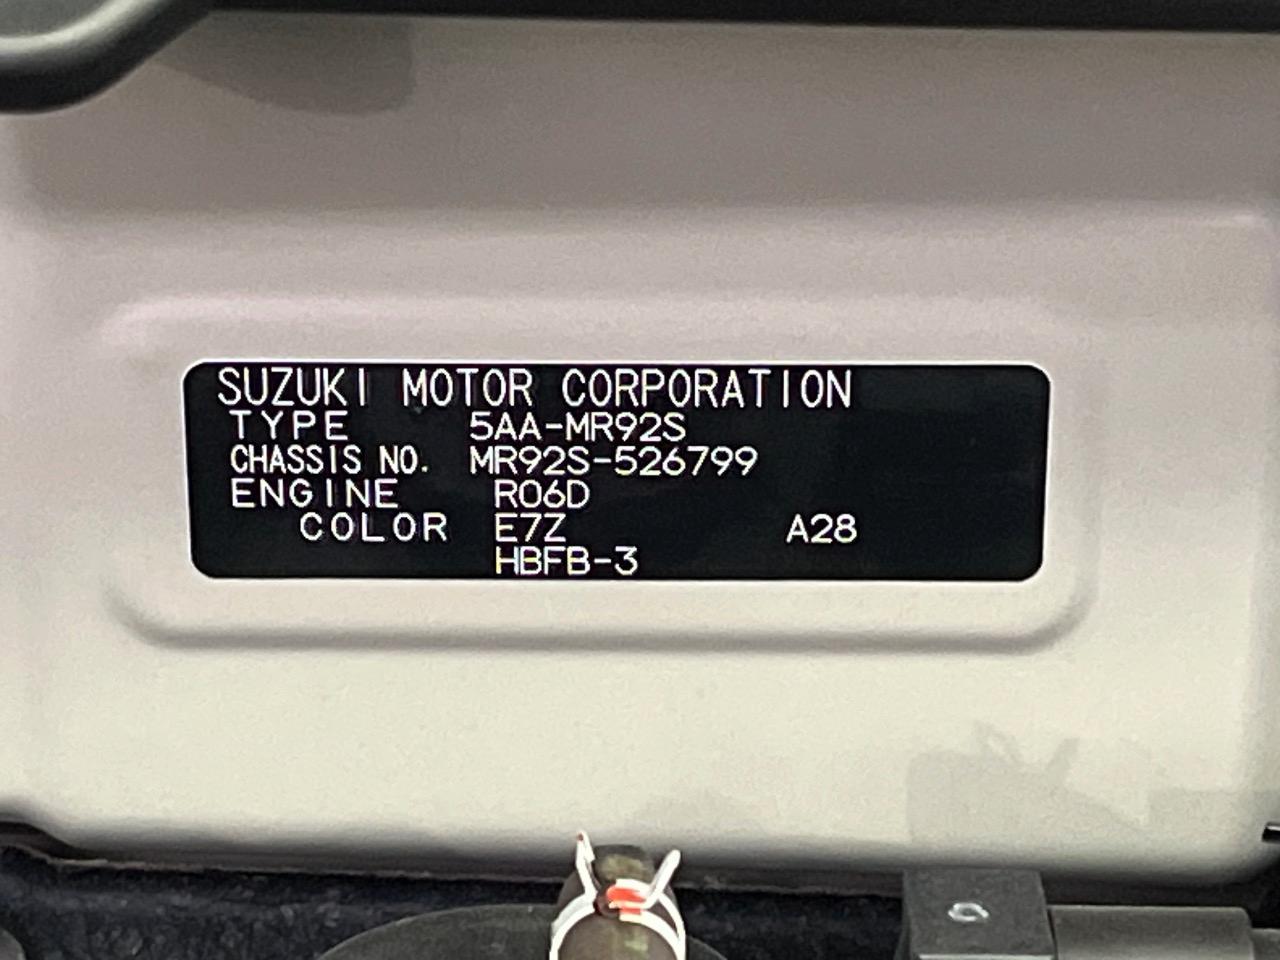 SUZUKI MOTOR CORPORATION
TYPE 5AA-MR92S
CHASSIS NO. MR92S-526799
ENGINE R06D
COLOR E7Z A28
HBFB-3